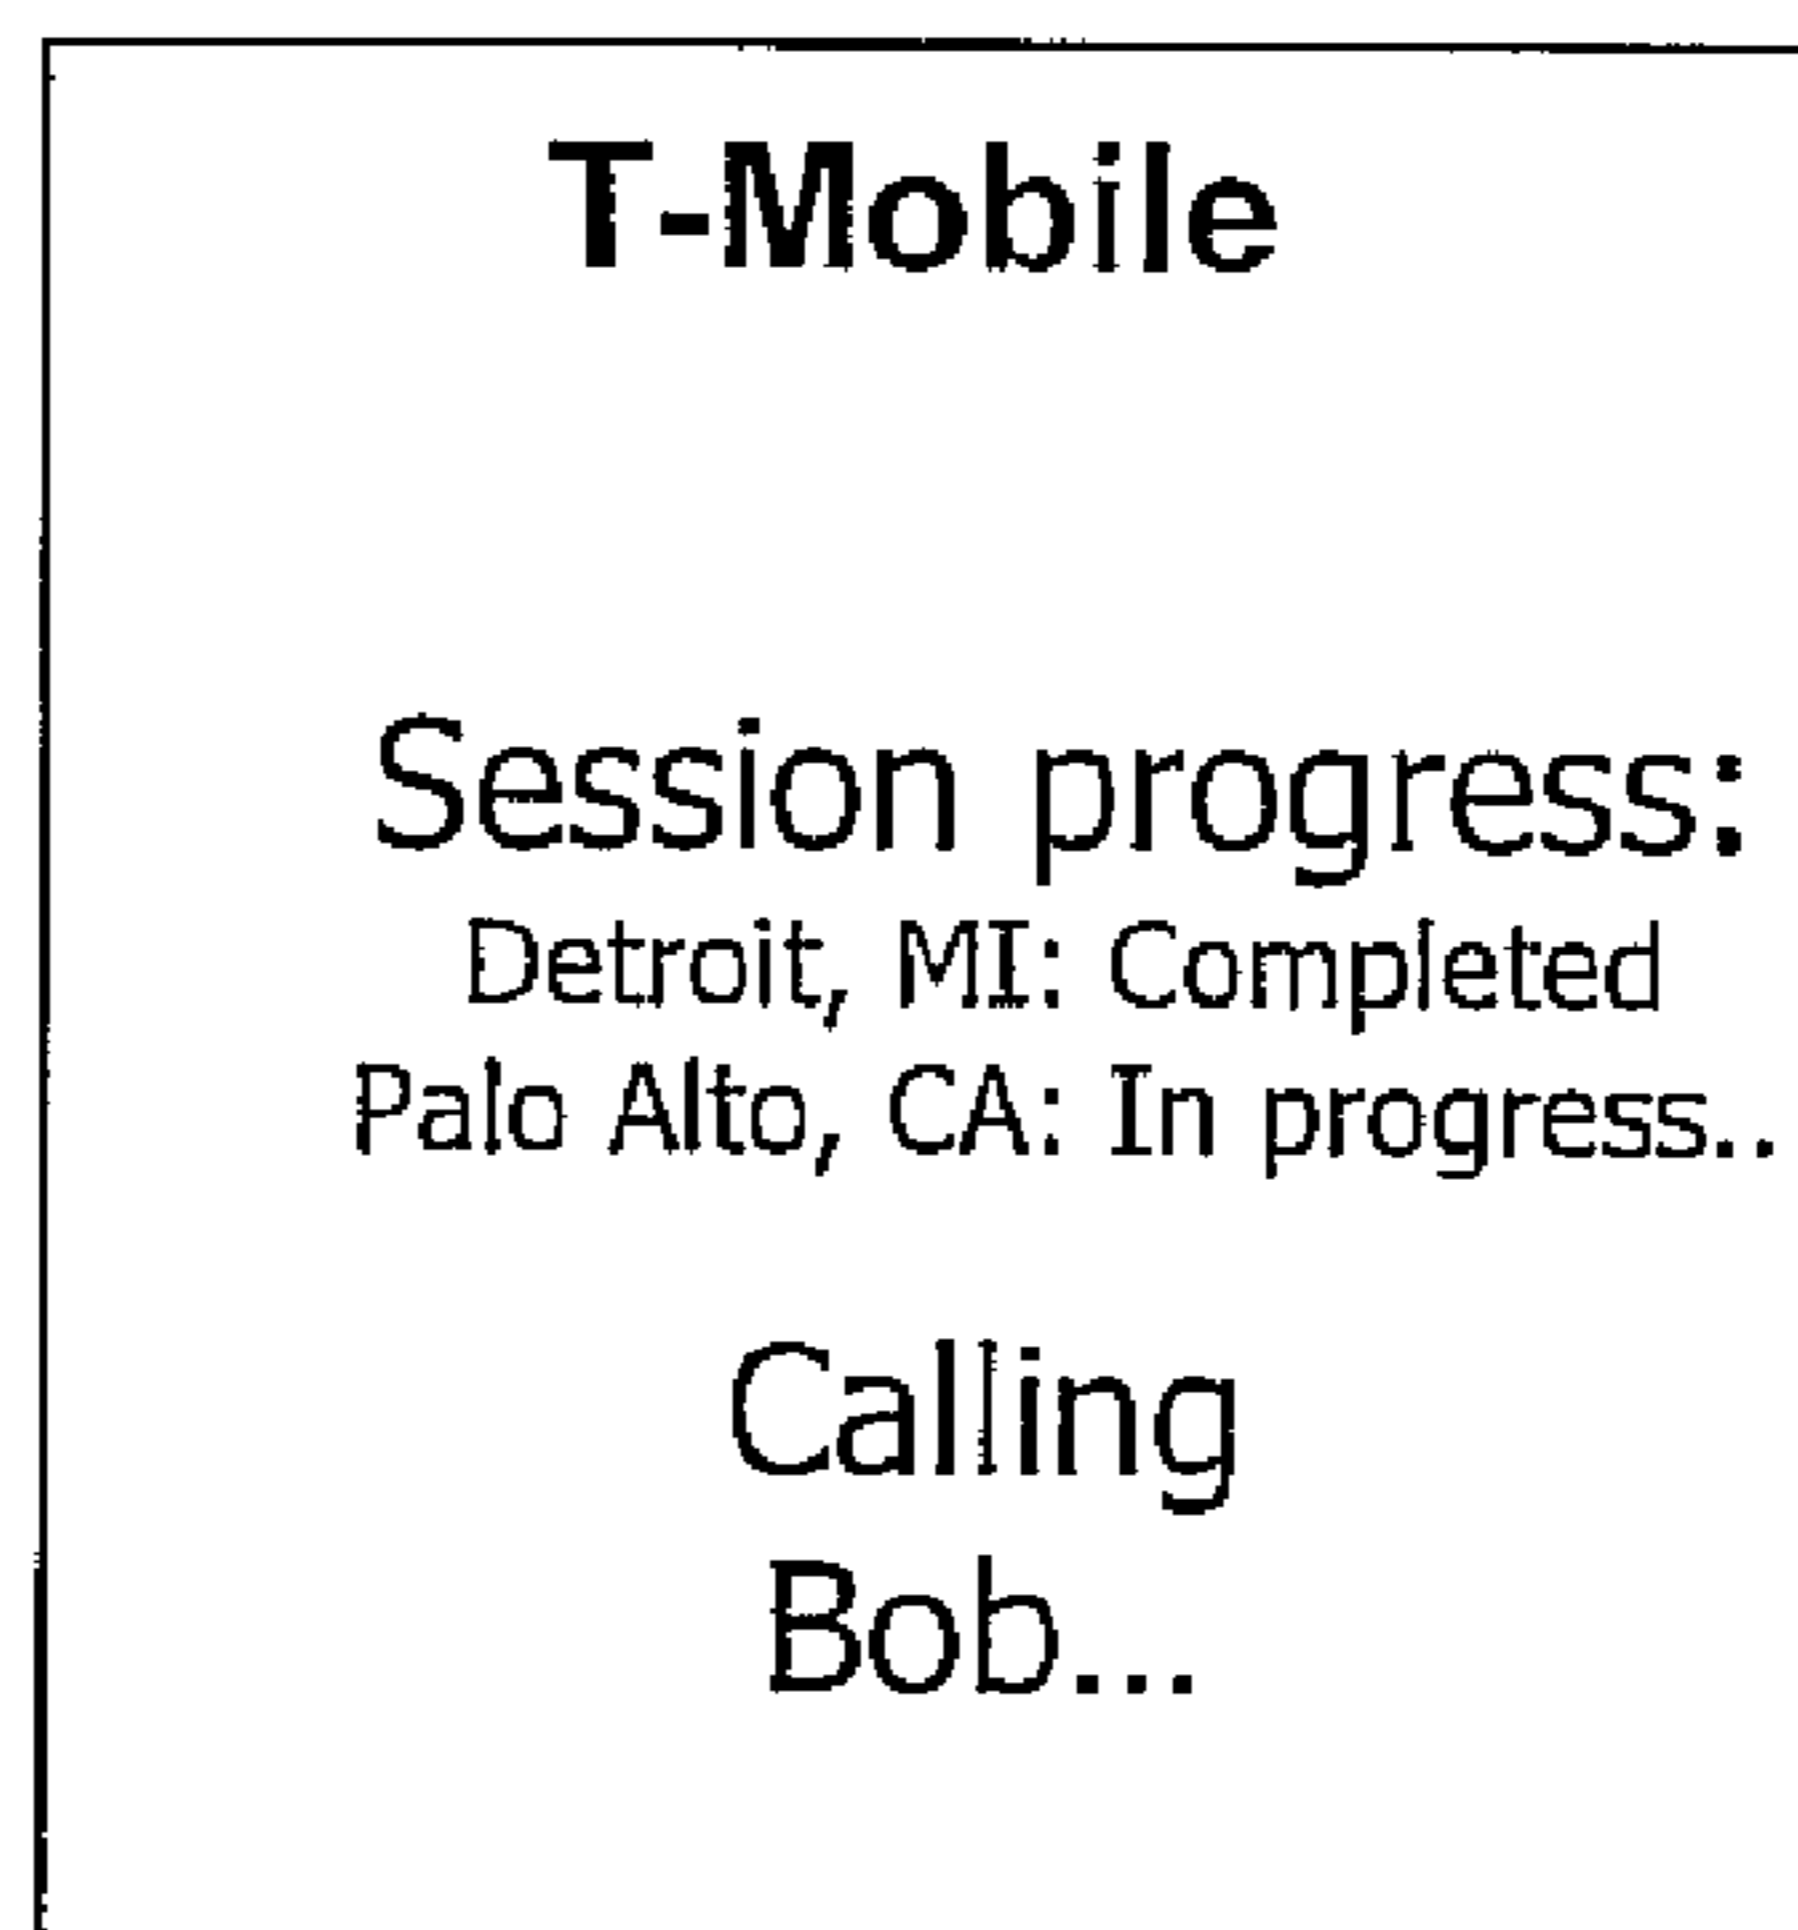 T-Mobile
Session progress:
Detroit, MI: Completed
Palo Alto, CA: In progress..
Calling
Bob...